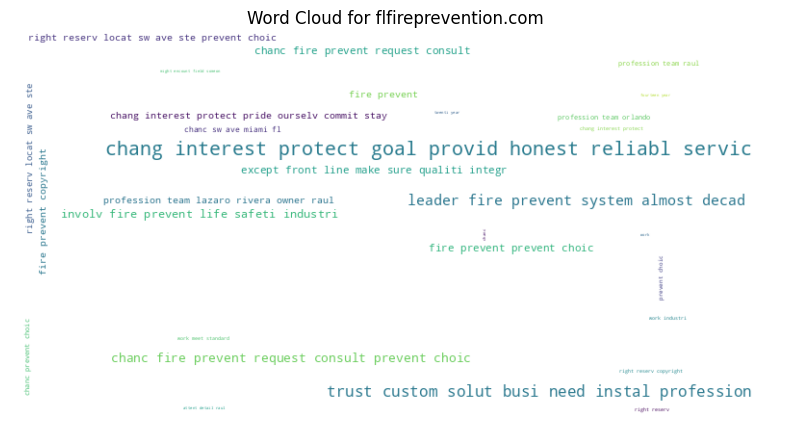 Word Cloud for flfireprevention.com
right reserv locat sw ave ste prevent choic
chanc fire prevent request consult
profession team raul
fire prevent
chang interest protect pride ourselv commit stay
profession team orlando
chanc sw ave miami fl
chang interest protect
chang interest protect goal provid honest reliabl servic
except front line make sure qualiti integr
right reserv locat sw ave ste
fire prevent copyright
profession team lazaro rivera owner raul
leader fire prevent system almost decad
involv fire prevent life safeti industri
chanc
work
fire prevent prevent choic
prevent choic
work industri
chanc prevent choic
work meet standard
chanc fire prevent request consult prevent choic
right reserv copyright
trust custom solut busi need instal profession
right reserv